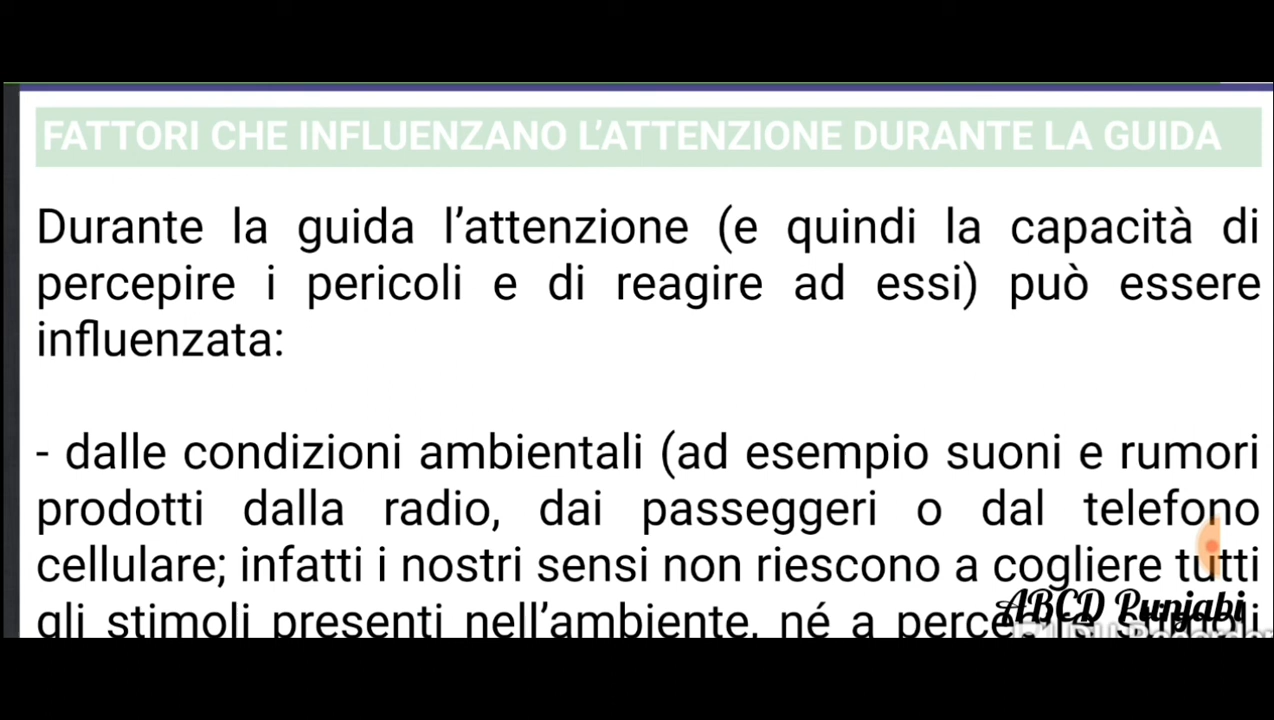 FATTORI CHE INFLUENZANO L’ATTENZIONE DURANTE LA GUIDA
Durante la guida l’attenzione (e quindi la capacità di
percepire i pericoli e di reagire ad essi) può essere
influenzata:
- dalle condizioni ambientali (ad esempio suoni e rumori
prodotti dalla radio, dai passeggeri o dal telefono
cellulare; infatti i nostri sensi non riescono a cogliere tutti
gli stimoli presenti nell’ambiente, né a
ABCD Punjabi